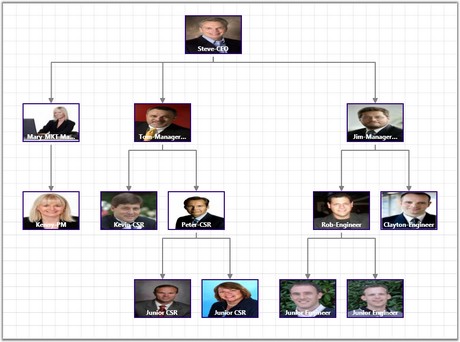 Steve-CEO
Mary-MKT Ma...
Tom-Manager...
Jim-Manager...
Kenny-PM
Kevin-CSR
Peter-CSR
Rob-Engineer
Clayton-Engineer
Junior CSR
Junior CSR
Junior Engineer
Junior Engineer